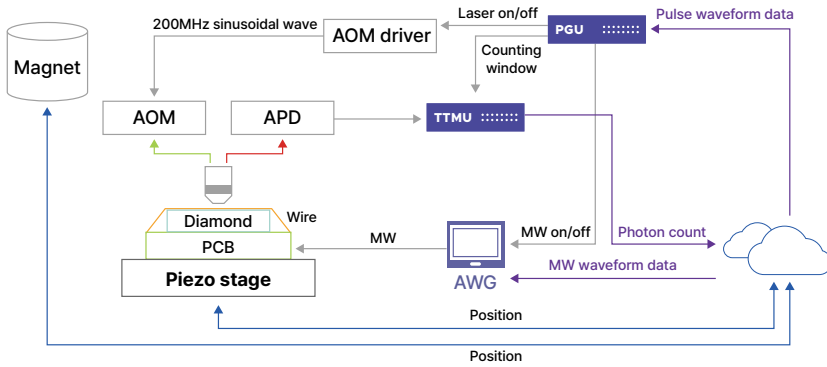 200MHz sinusoidal wave
Laser on/off
Pulse waveform data
AOM driver
PGU
Counting
window
Magnet
AOM
APD
TTMU
Diamond
Wire
PCB
MW
MW on/off
Photon count
Piezo stage
AWG
MW waveform data
Position
Position